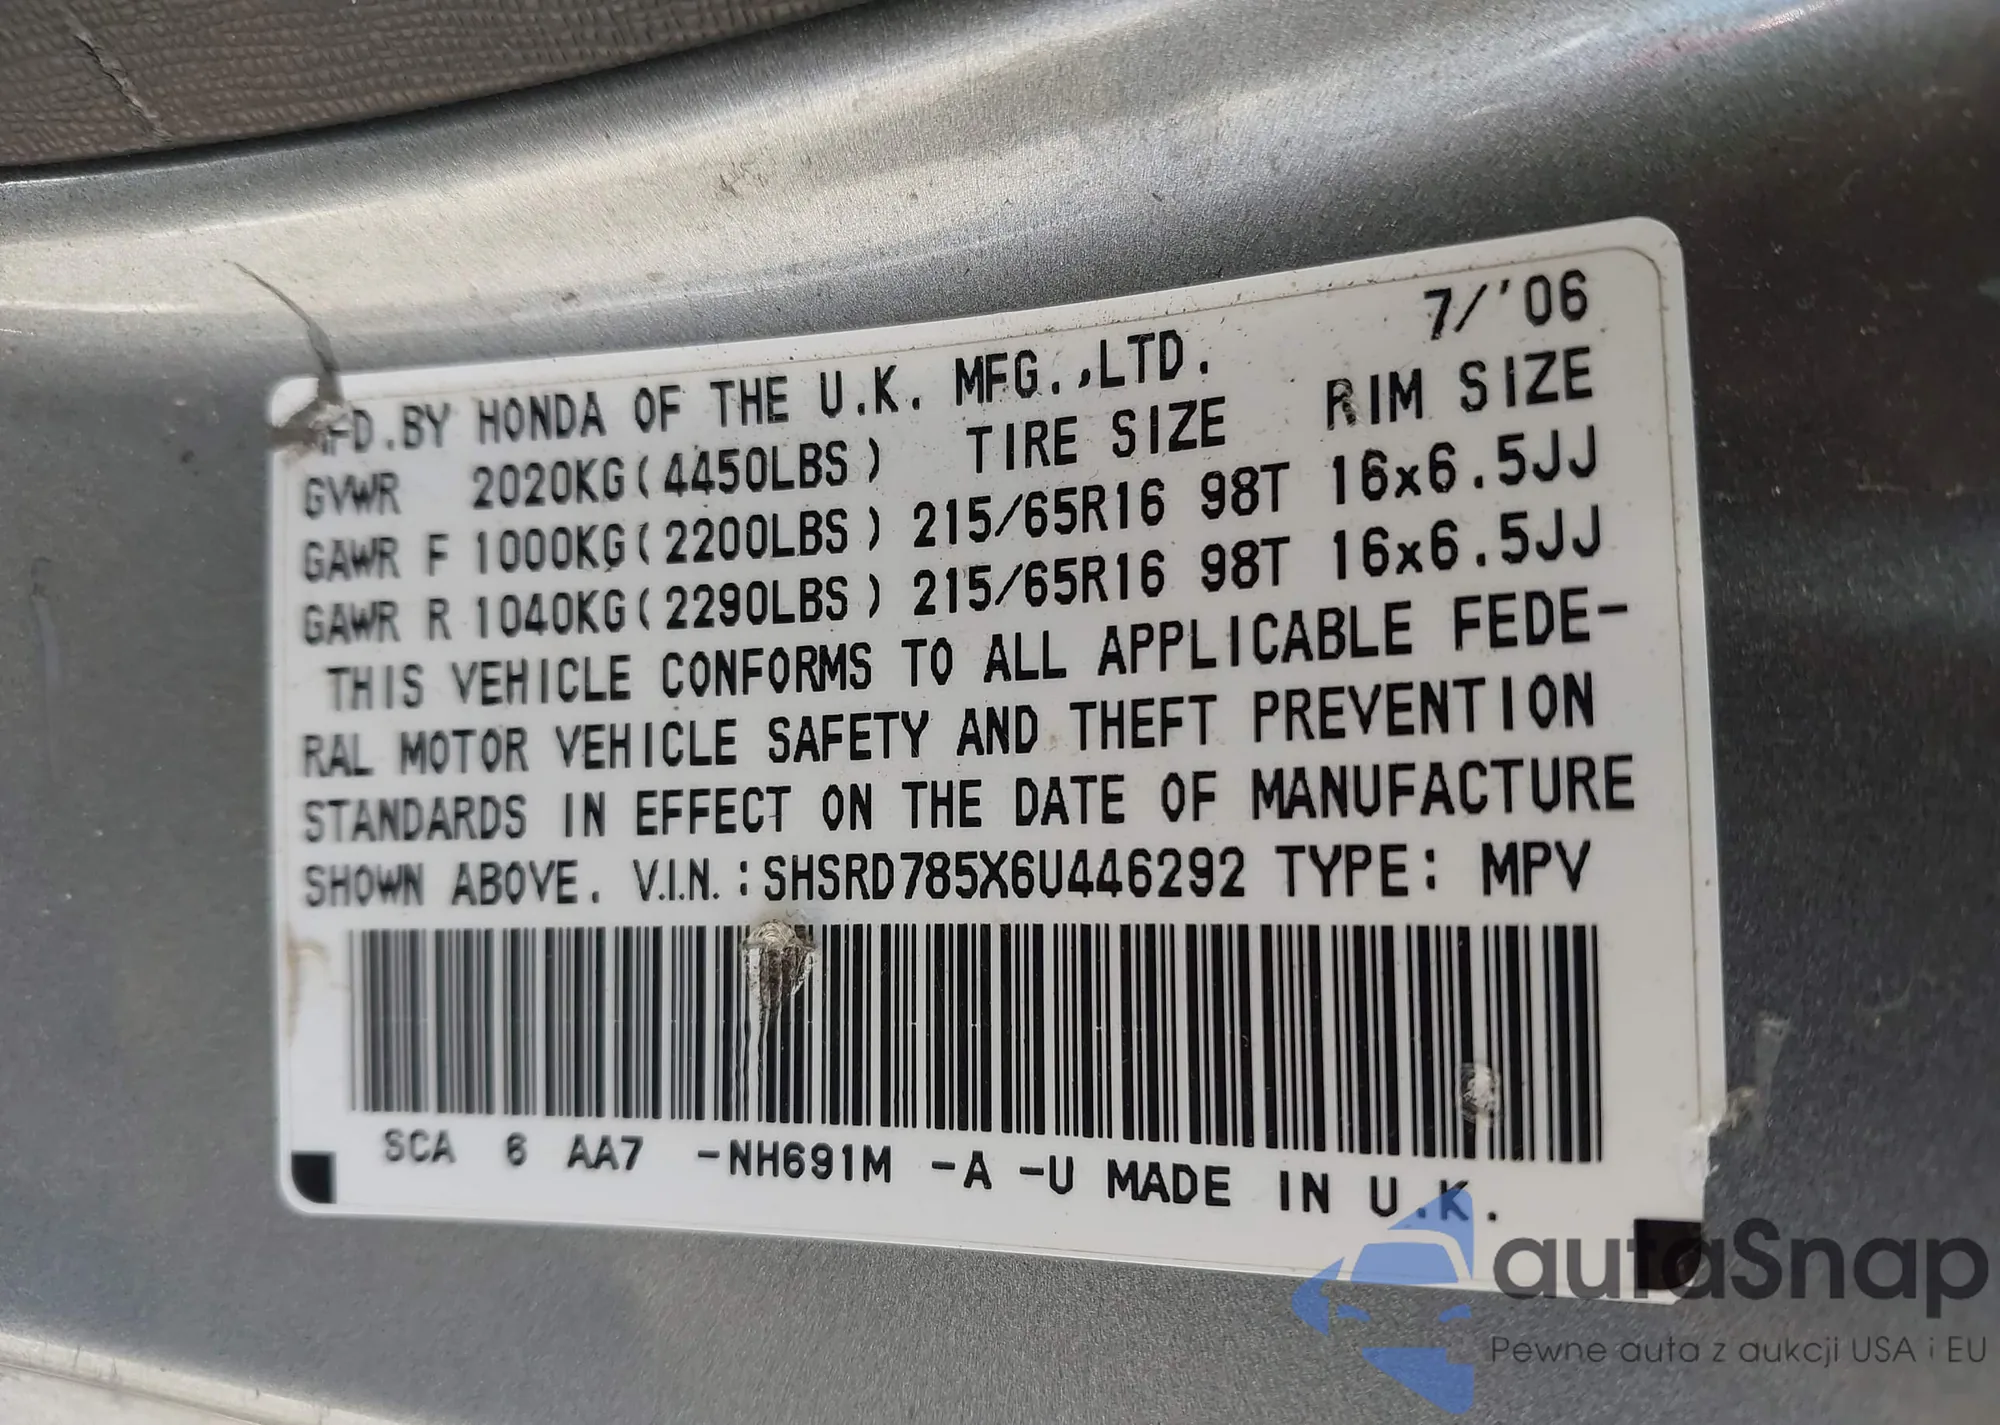 7/'06
MFD.BY HONDA OF THE U.K. MFG.,LTD.
GVWR 2020KG(4450LBS) TIRE SIZE RIM SIZE
GAWR F 1000KG(2200LBS) 215/65R16 98T 16x6.5JJ
GAWR R 1040KG(2290LBS) 215/65R16 98T 16x6.5JJ
THIS VEHICLE CONFORMS TO ALL APPLICABLE FEDE-
RAL MOTOR VEHICLE SAFETY AND THEFT PREVENTION
STANDARDS IN EFFECT ON THE DATE OF MANUFACTURE
SHOWN ABOVE. V.I.N.:SHSRD785X6U446292 TYPE: MPV
SCA 6 AA7 -NH691M -A -U MADE IN U.K.
autaSnap
Pewne auta z aukcji USA i EU